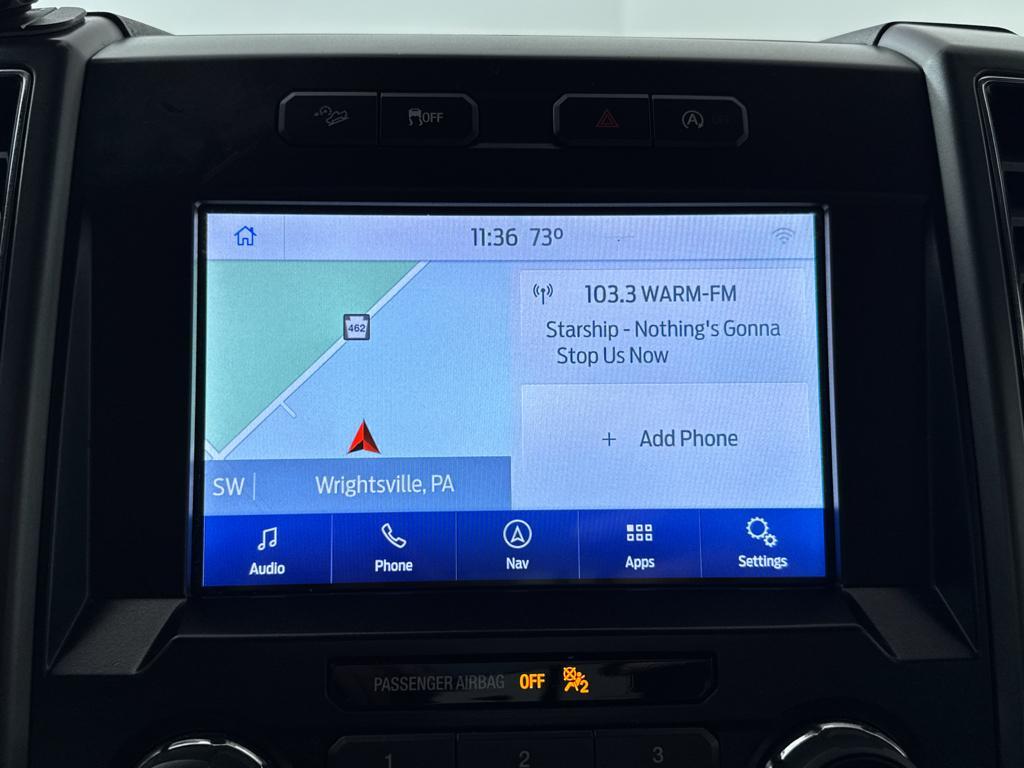 OFF
A OFF
11:36 73°
103.3 WARM-FM
462
Starship - Nothing's Gonna
Stop Us Now
+ Add Phone
SW | Wrightsville, PA
Audio Phone Nav Apps Settings
PASSENGER AIRBAG OFF 2
1 2 3